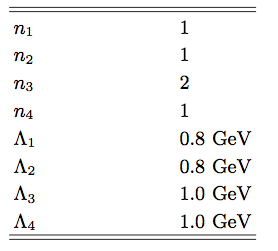 n₁ 1
n₂ 1
n₃ 2
n₄ 1
Λ₁ 0.8 GeV
Λ₂ 0.8 GeV
Λ₃ 1.0 GeV
Λ₄ 1.0 GeV